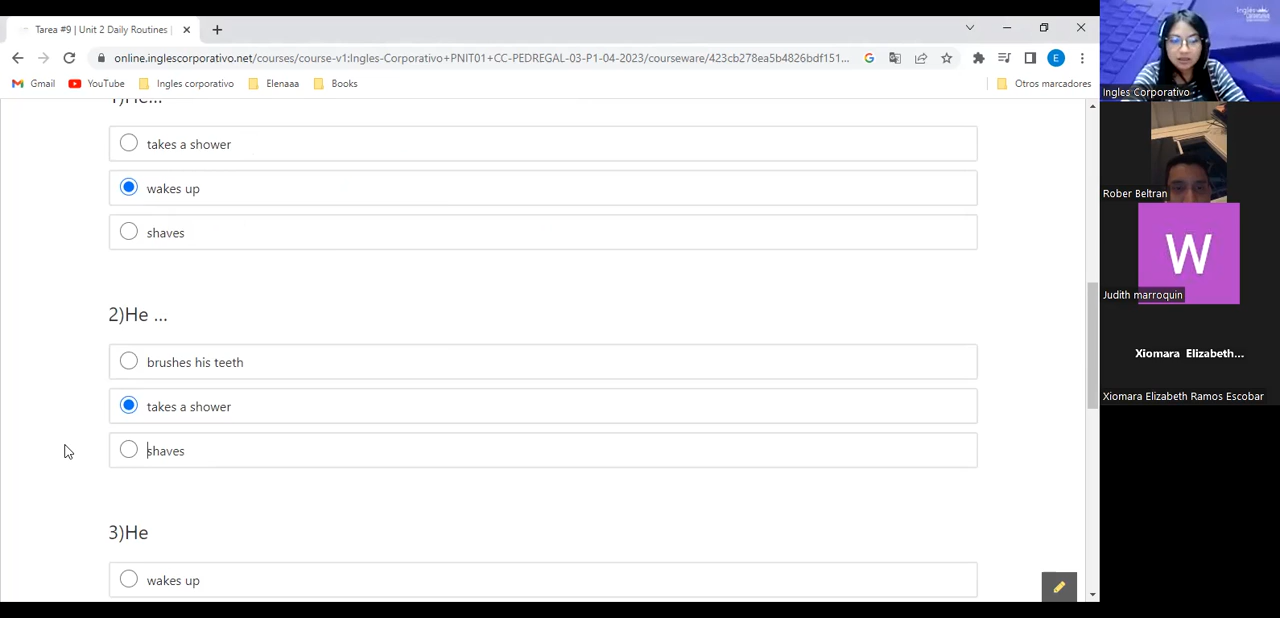 Tarea #9 | Unit 2 Daily Routines |
online.inglescorporativo.net/courses/course-v1:Ingles-Corporativo+PNIT01+CC-PEDREGAL-03-P1-04-2023/courseware/423cb278ea5b4826bdf151...
E
Gmail
YouTube
Ingles corporativo
Elenaaa
Books
Otros marcadores
1)He...
takes a shower
wakes up
shaves
2)He ...
brushes his teeth
takes a shower
shaves
3)He
wakes up
Ingles
Ingles Corporativo
Rober Beltran
W
Judith marroquin
Xiomara Elizabeth...
Xiomara Elizabeth Ramos Escobar